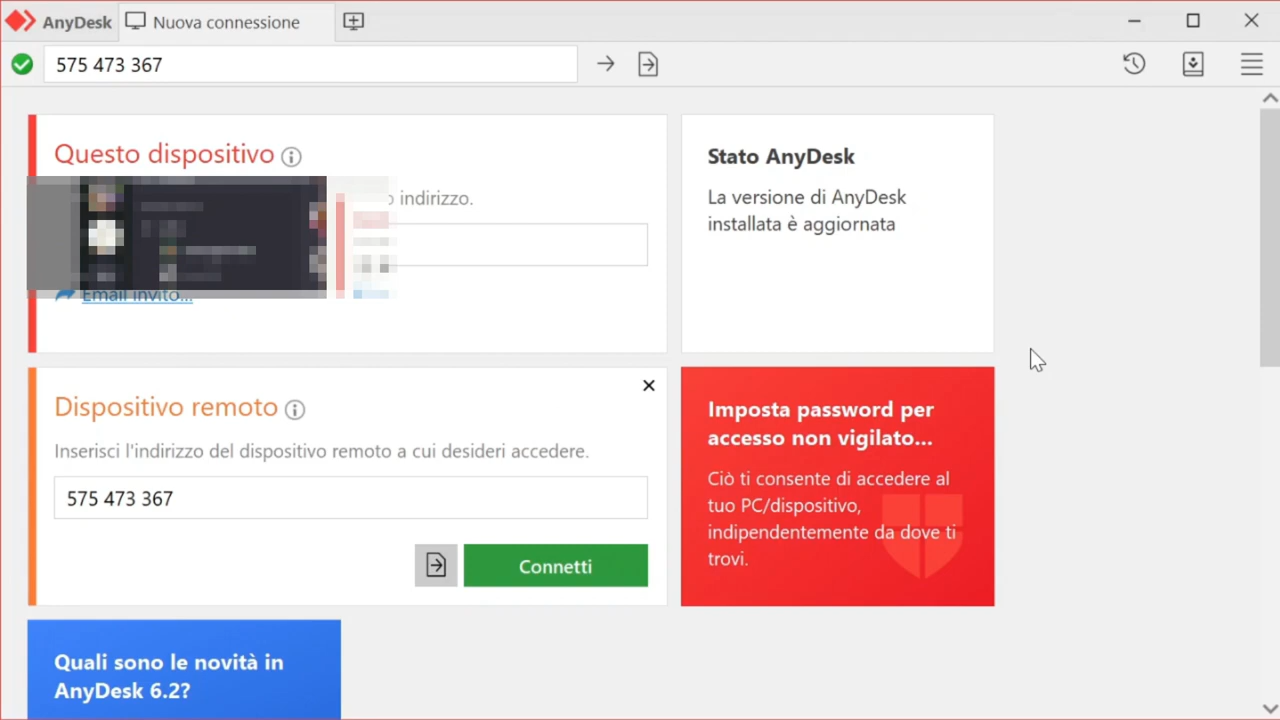 AnyDesk
Nuova connessione
575 473 367
Questo dispositivo
indirizzo.
Email invito...
Stato AnyDesk
La versione di AnyDesk
installata è aggiornata
Dispositivo remoto
Inserisci l'indirizzo del dispositivo remoto a cui desideri accedere.
575 473 367
Connetti
Imposta password per
accesso non vigilato...
Ciò ti consente di accedere al
tuo PC/dispositivo,
indipendentemente da dove ti
trovi.
Quali sono le novità in
AnyDesk 6.2?